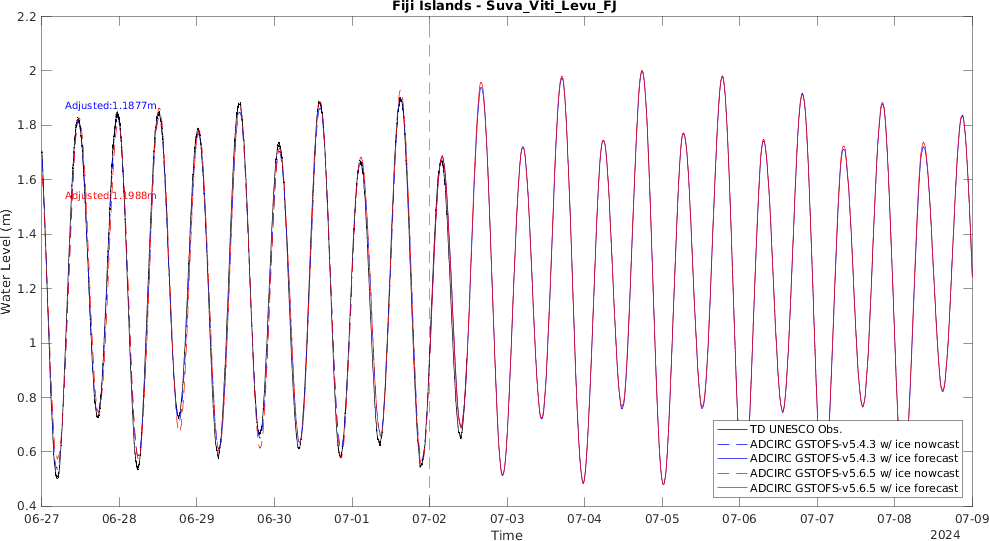 Fiji Islands - Suva_Viti_Levu_FJ
2.2
2
1.8
1.6
1.4
1.2
1
0.8
0.6
0.4
Water Level (m)
Adjusted:1.1877m
Adjusted:1.1988m
TD UNESCO Obs.
ADCIRC GSTOFS-v5.4.3 w/ ice nowcast
ADCIRC GSTOFS-v5.4.3 w/ ice forecast
ADCIRC GSTOFS-v5.6.5 w/ ice nowcast
ADCIRC GSTOFS-v5.6.5 w/ ice forecast
06-27 06-28 06-29 06-30 07-01 07-02 07-03 07-04 07-05 07-06 07-07 07-08 07-09
Time
2024